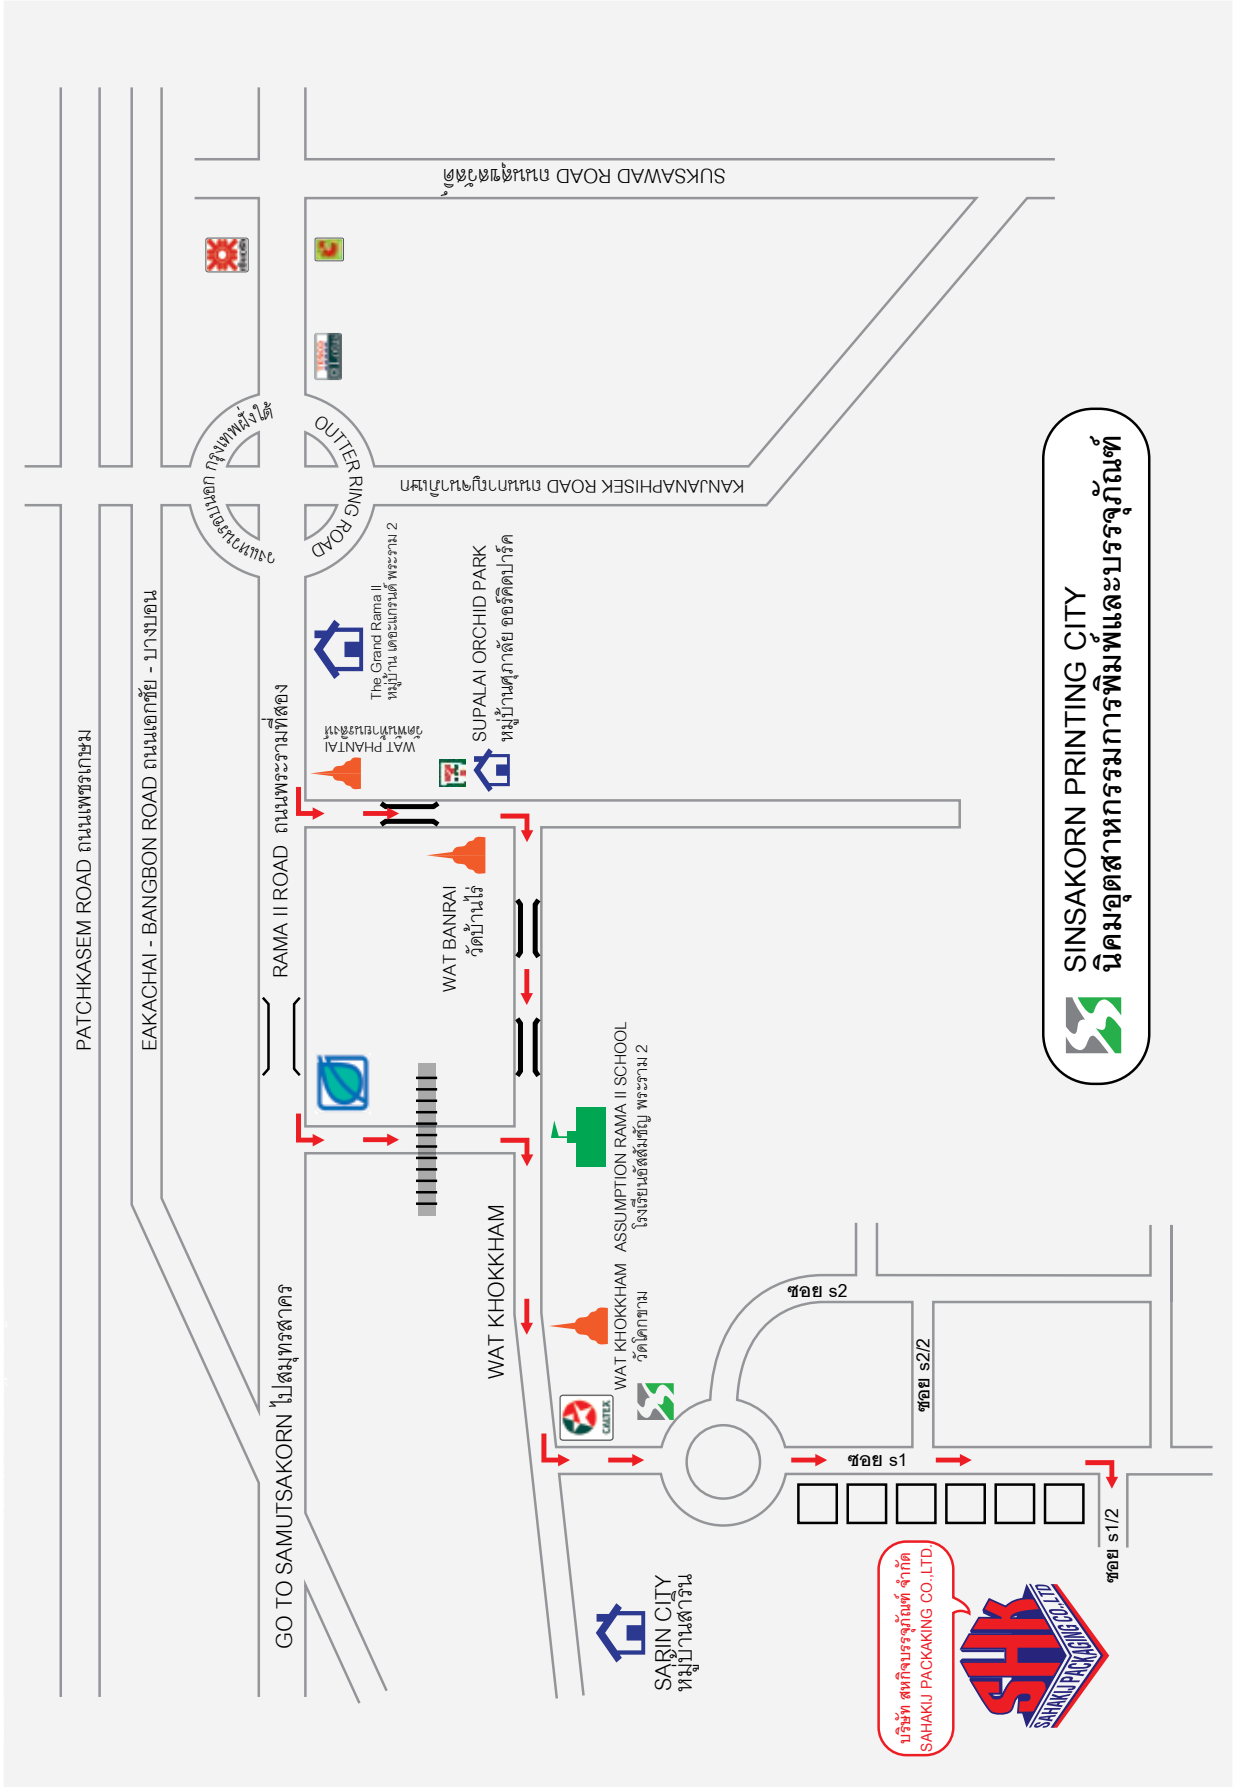 PATCHKASEM ROAD ถนนเพชรเกษม
EAKACHAI - BANGBON ROAD ถนนเอกชัย - บางบอน
RAMA II ROAD ถนนพระรามที่สอง
GO TO SAMUTSAKORN ไปสมุทรสาคร
วงแหวนรอบนอก กรุงเทพฝั่งใต้
OUTTER RING ROAD
SUKSAWAD ROAD ถนนสุขสวัสดิ์
KANJANAPHISEK ROAD ถนนกาญจนาภิเษก
The Grand Rama II
หมู่บ้าน เดอะแกรนด์ พระราม 2
WAT PHANTAI
SUPALAI ORCHID PARK
หมู่บ้านศุภาลัย ออร์คิดปาร์ค
WAT BANRAI
วัดบ้านไร่
WAT KHOKKHAM
ASSUMPTION RAMA II SCHOOL
โรงเรียนอัสสัมชัญ พระราม 2
WAT KHOKKHAM
วัดโคกขาม
CALTEX
SARIN CITY
หมู่บ้านสาริน
ซอย s2
ซอย s2/2
ซอย s1
ซอย s1/2
บริษัท สหกิจบรรจุภัณฑ์ จำกัด
SAHAKIJ PACKAKING CO.,LTD.
SHK
SAHAKIJ PACKAGING CO.,LTD
SINSAKORN PRINTING CITY
นิคมอุตสาหกรรมการพิมพ์และบรรจุภัณฑ์